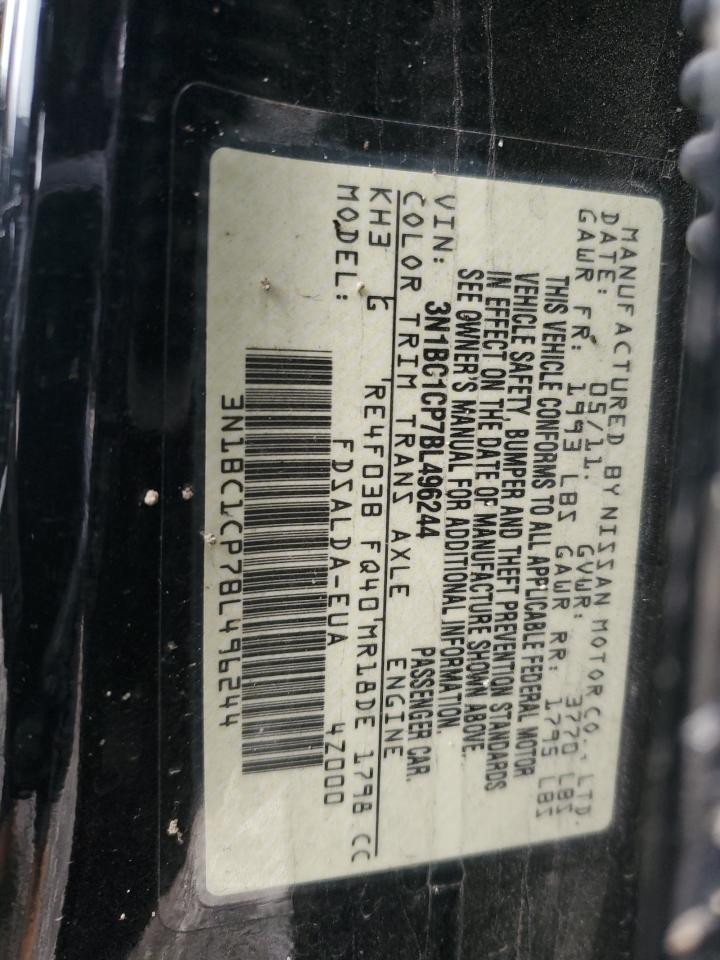 MANUFACTURED BY NISSAN MOTOR CO., LTD.
DATE: 05/11. GVWR: 3770 LBS
GAWR FR: 1993 LBS GAWR RR: 1795 LBS
THIS VEHICLE CONFORMS TO ALL APPLICABLE FEDERAL MOTOR
VEHICLE SAFETY, BUMPER AND THEFT PREVENTION STANDARDS
IN EFFECT ON THE DATE OF MANUFACTURE SHOWN ABOVE.
SEE OWNER'S MANUAL FOR ADDITIONAL INFORMATION.
VIN: 3N1BC1CP7BL496244 PASSENGER CAR.
COLOR TRIM TRANS AXLE ENGINE
KH3 G RE4F03B FQ40 MR18DE 1798 CC
MODEL: FDSALDA-EUA 4Z000
3N1BC1CP7BL496244